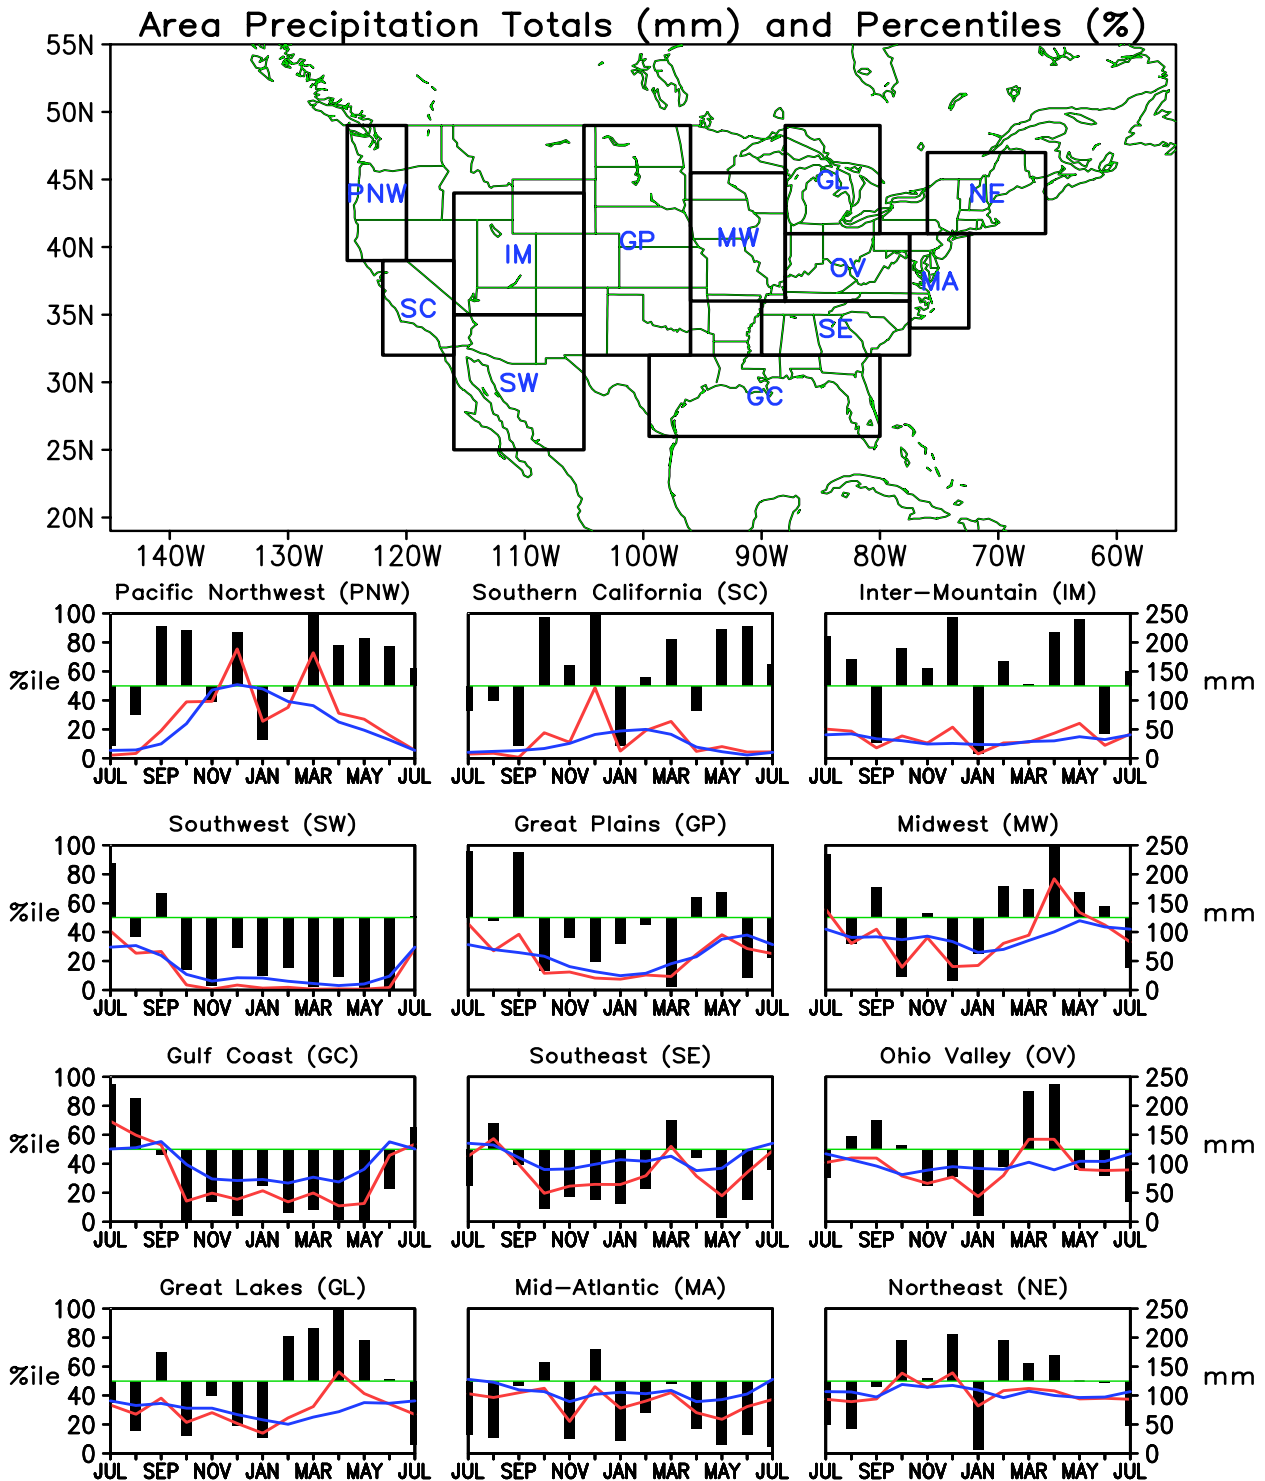 Area Precipitation Totals (mm) and Percentiles (%)
55N
50N
45N
40N
35N
30N
25N
20N
PNW
GL
NE
MW
GP
IM
OV
MA
SC
SE
SW
GC
140W 130W 120W 110W 100W 90W 80W 70W 60W
Pacific Northwest (PNW) Southern California (SC) Inter-Mountain (IM)
100 250
80 200
60 150
%ile mm
40 100
20 50
0 0
JUL SEP NOV JAN MAR MAY JUL JUL SEP NOV JAN MAR MAY JUL JUL SEP NOV JAN MAR MAY JUL
Southwest (SW) Great Plains (GP) Midwest (MW)
100 250
80 200
60 150
%ile mm
40 100
20 50
0 0
JUL SEP NOV JAN MAR MAY JUL JUL SEP NOV JAN MAR MAY JUL JUL SEP NOV JAN MAR MAY JUL
Gulf Coast (GC) Southeast (SE) Ohio Valley (OV)
100 250
80 200
60 150
%ile mm
40 100
20 50
0 0
JUL SEP NOV JAN MAR MAY JUL JUL SEP NOV JAN MAR MAY JUL JUL SEP NOV JAN MAR MAY JUL
Great Lakes (GL) Mid-Atlantic (MA) Northeast (NE)
100 250
80 200
60 150
%ile mm
40 100
20 50
0 0
JUL SEP NOV JAN MAR MAY JUL JUL SEP NOV JAN MAR MAY JUL JUL SEP NOV JAN MAR MAY JUL